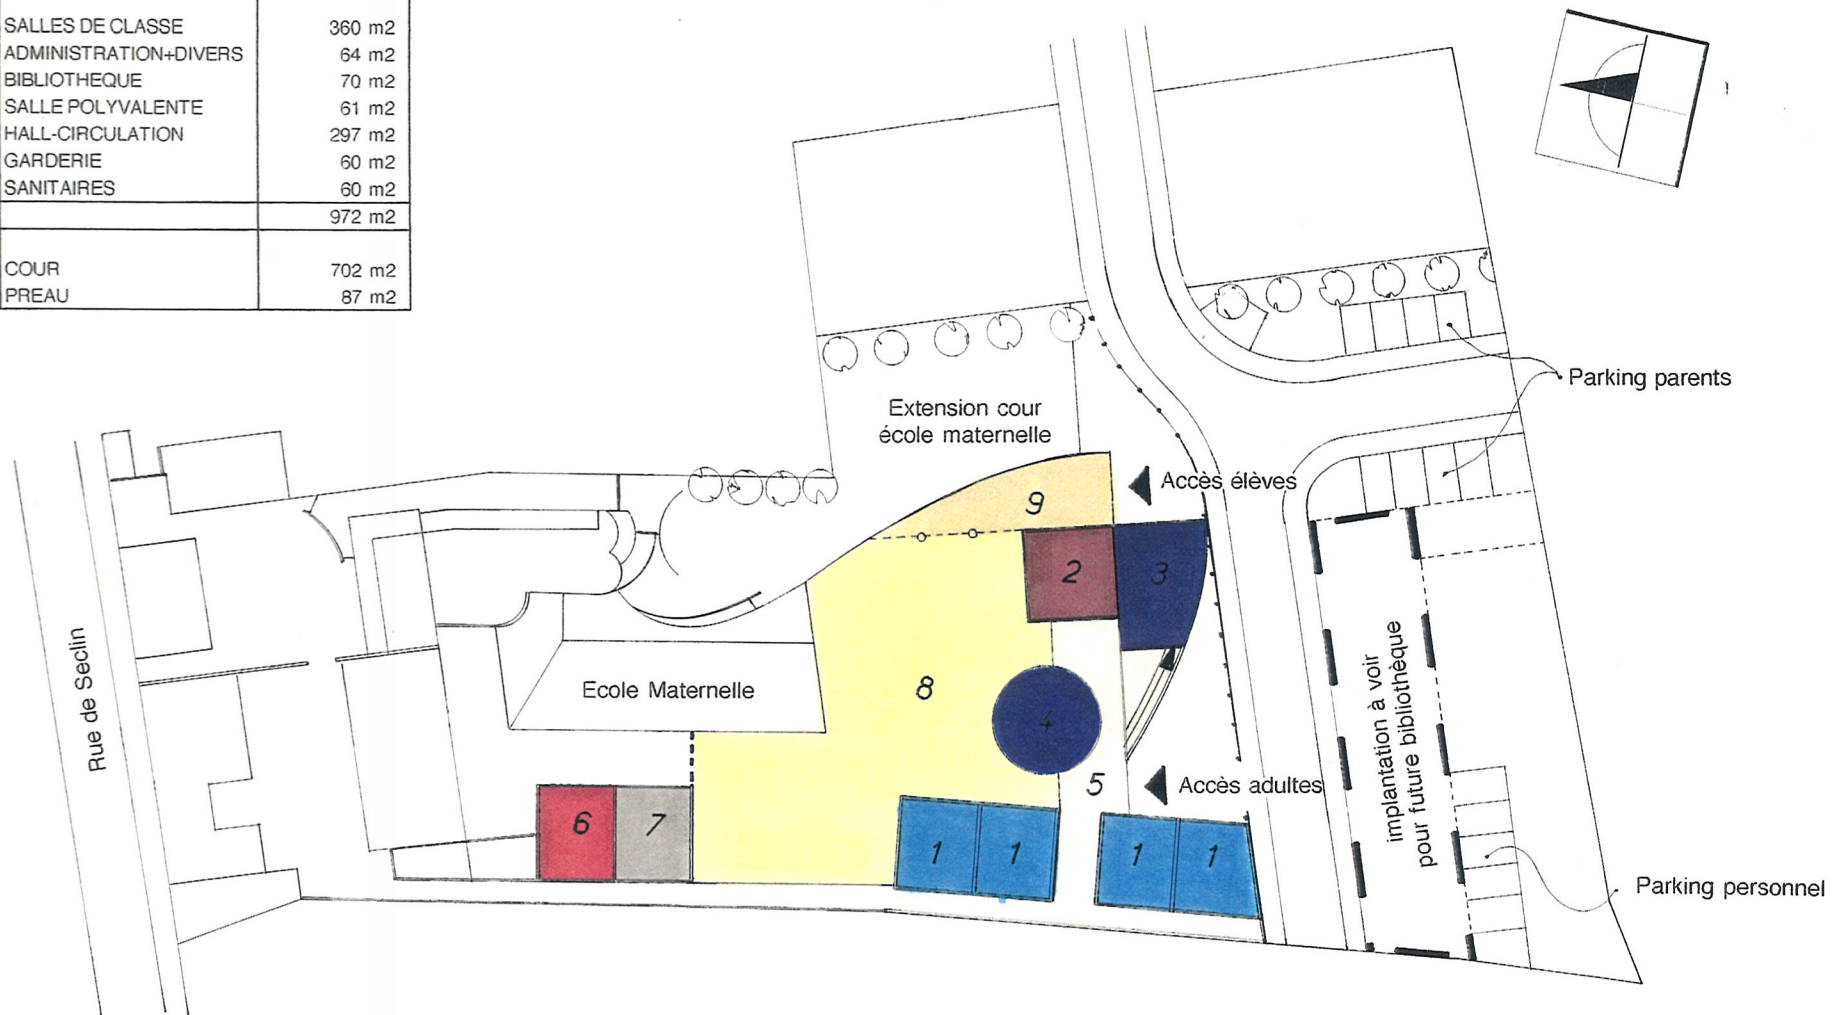 SALLES DE CLASSE 360 m2
ADMINISTRATION+DIVERS 64 m2
BIBLIOTHEQUE 70 m2
SALLE POLYVALENTE 61 m2
HALL-CIRCULATION 297 m2
GARDERIE 60 m2
SANITAIRES 60 m2
972 m2
COUR 702 m2
PREAU 87 m2
Parking parents
Extension cour
école maternelle
Accès élèves
9
2
3
Rue de Seclin
Ecole Maternelle
8
4
5
Accès adultes
implantation à voir
pour future bibliothèque
6
7
1
1
1
1
Parking personnel